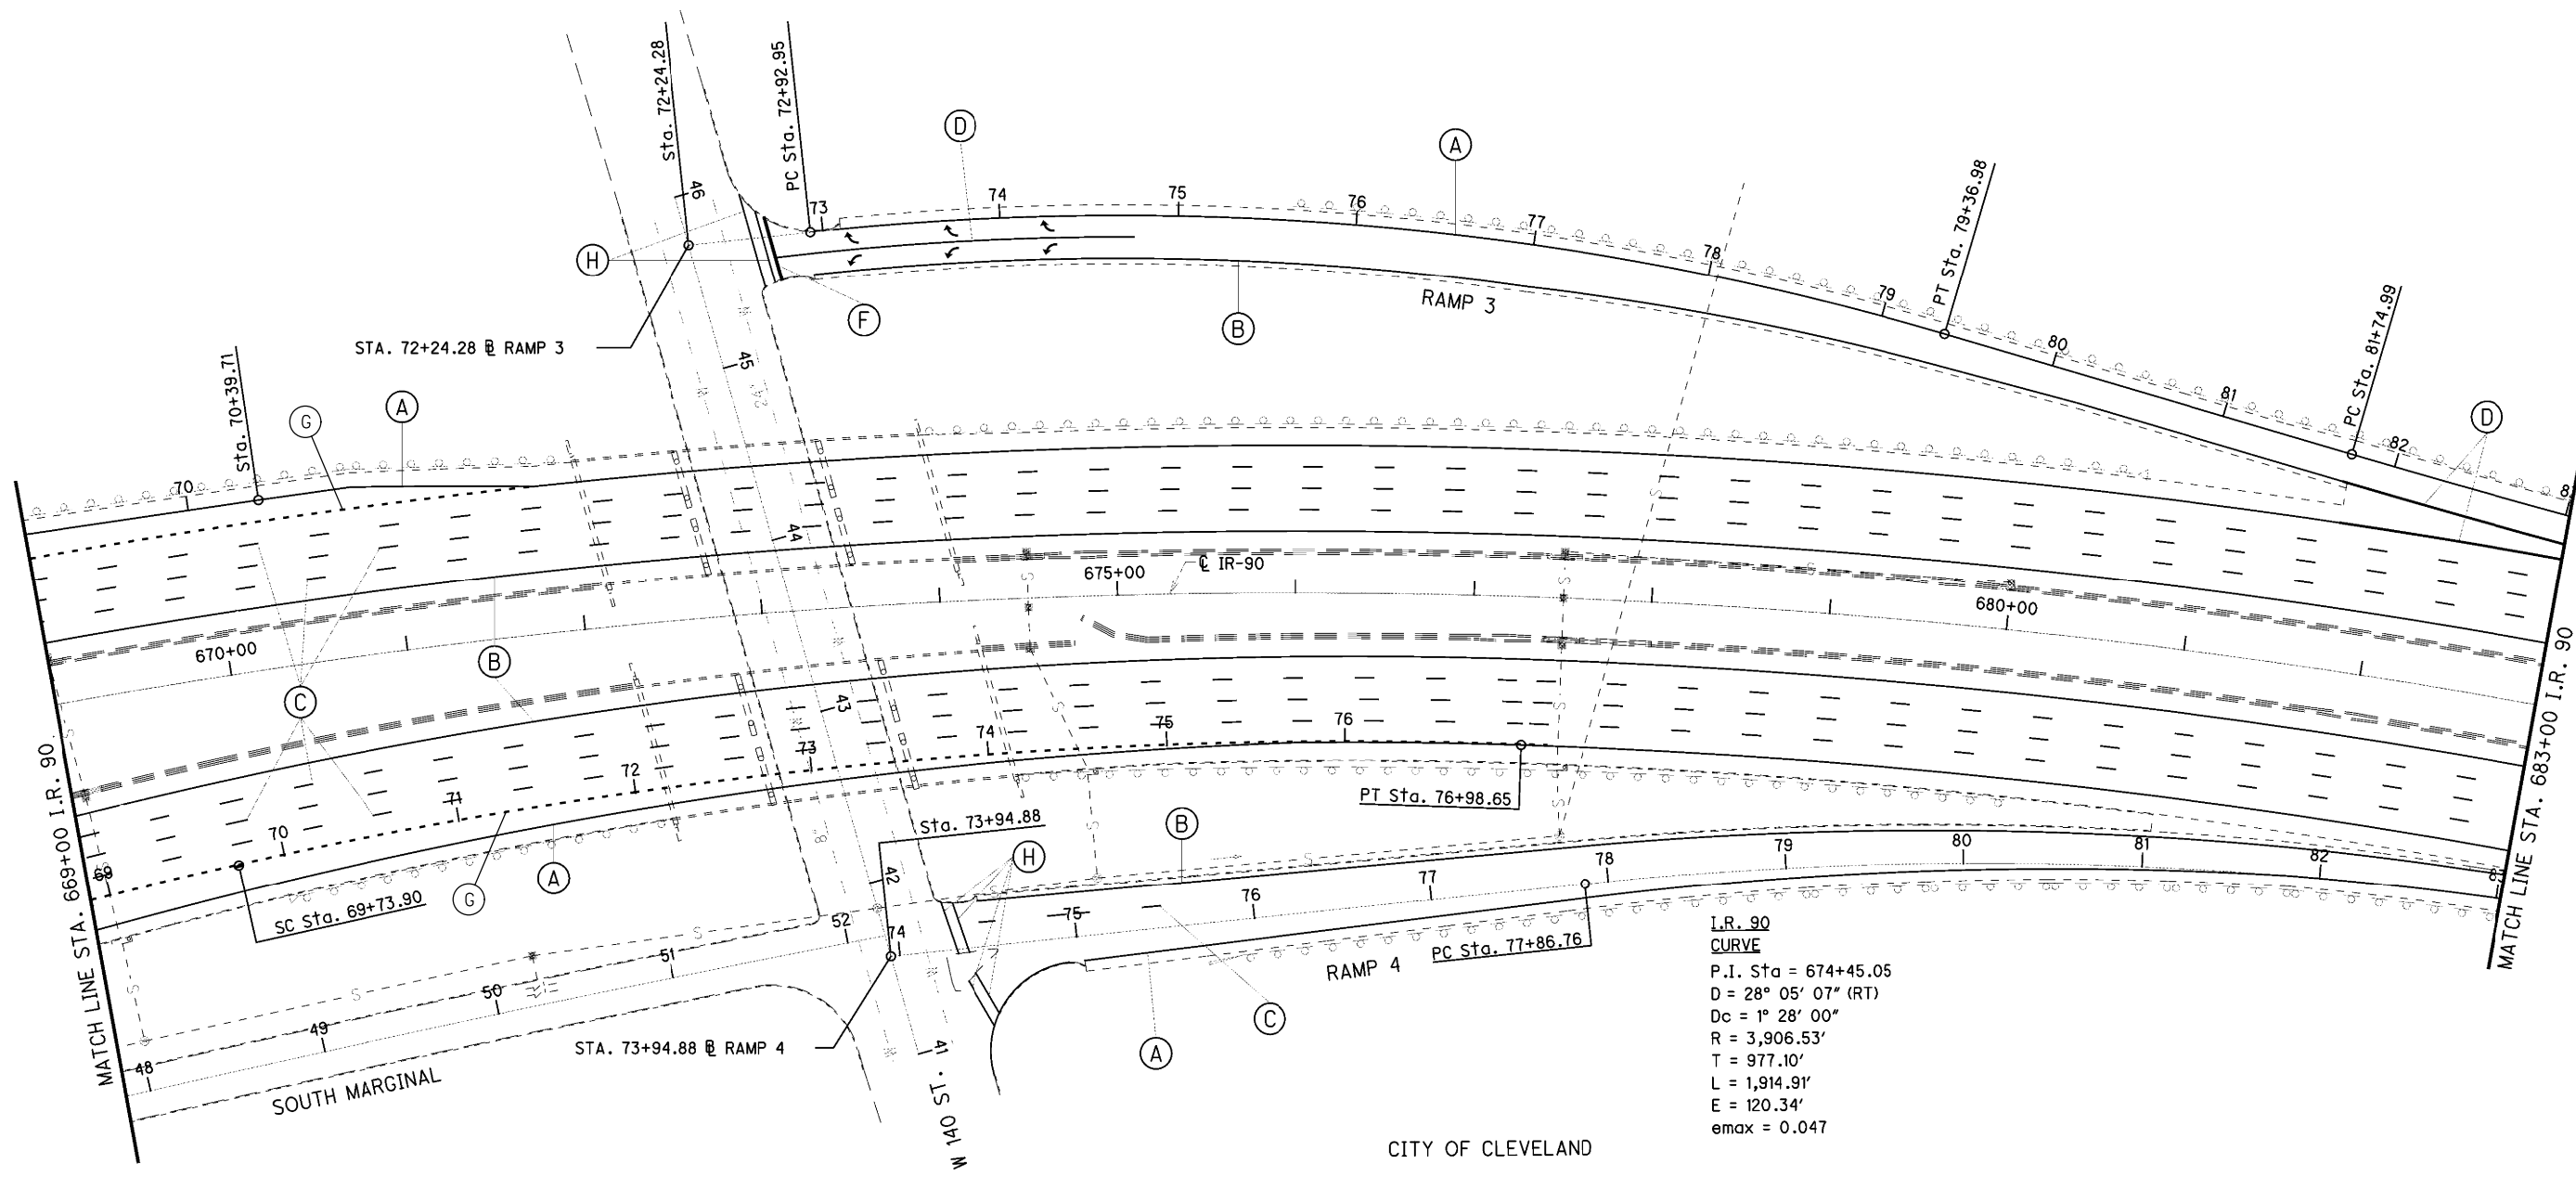 Sta. 72+24.28
PC Sta. 72+92.95
D
A
46
73
74
75
76
77
78
79
80
81
82
8
PT Sta. 79+36.98
PC Sta. 81+74.99
D
H
F
B
RAMP 3
STA. 72+24.28 ⅊ RAMP 3
45
243
Sta. 70+39.71
G
A
70
44
670+00
675+00
℄ IR-90
680+00
B
C
43
69
70
71
72
73
74
75
76
PT Sta. 76+98.65
SC Sta. 69+73.90
G
A
Sta. 73+94.88
B
H
42
52
74
75
76
77
78
79
80
81
82
83
PC Sta. 77+86.76
RAMP 4
C
A
48
49
50
51
41
STA. 73+94.88 ⅊ RAMP 4
SOUTH MARGINAL
W 140 ST.
MATCH LINE STA. 669+00 I.R. 90
MATCH LINE STA. 683+00 I.R. 90
I.R. 90
CURVE
P.I. Sta = 674+45.05
D = 28° 05' 07" (RT)
Dc = 1° 28' 00"
R = 3,906.53'
T = 977.10'
L = 1,914.91'
E = 120.34'
emax = 0.047
CITY OF CLEVELAND